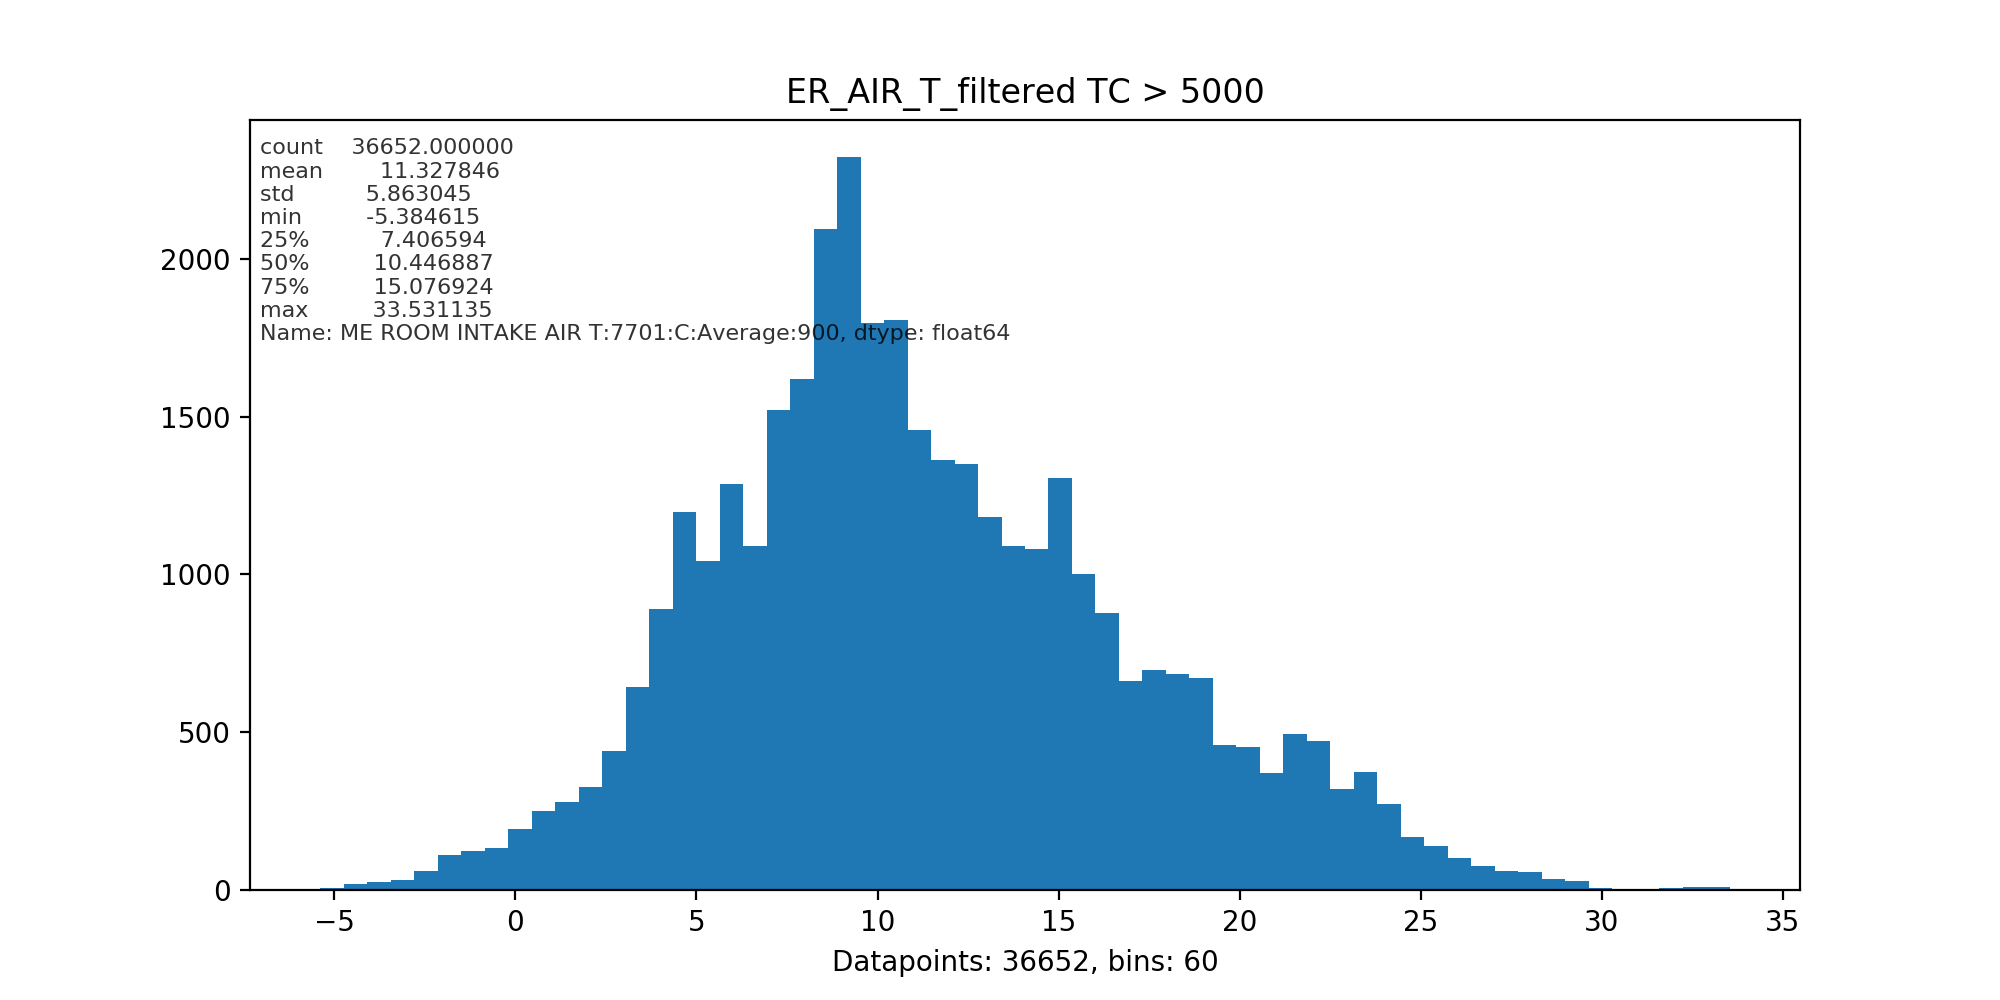 ER_AIR_T_filtered TC > 5000
count 36652.000000
mean 11.327846
std 5.863045
min -5.384615
25% 7.406594
50% 10.446887
75% 15.076924
max 33.531135
Name: ME ROOM INTAKE AIR T:7701:C:Average:900, dtype: float64
2000
1500
1000
500
0
−5 0 5 10 15 20 25 30 35
Datapoints: 36652, bins: 60